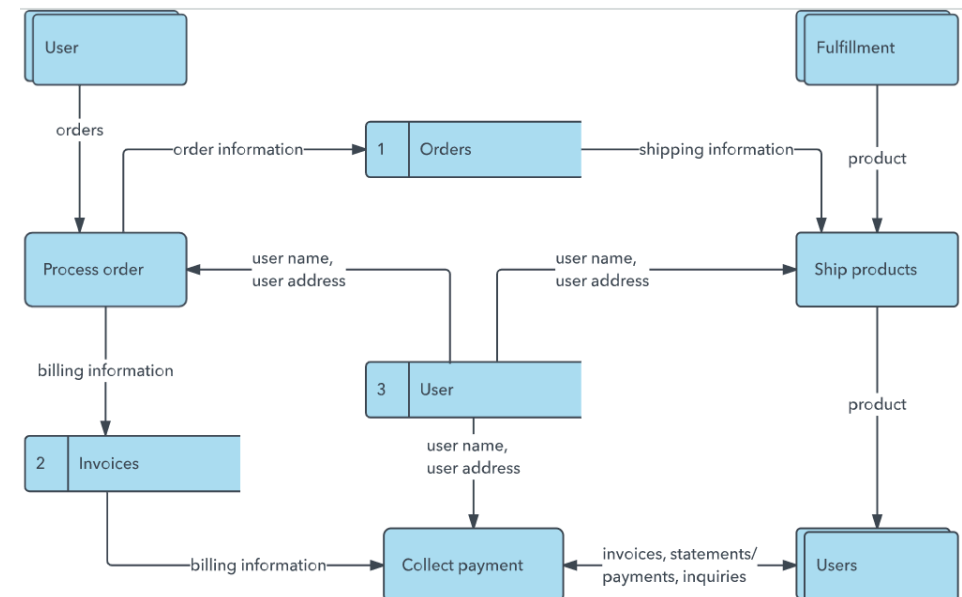 User
Fulfillment
orders
order information
1
Orders
shipping information
product
Process order
user name,
user address
user name,
user address
Ship products
billing information
3
User
product
user name,
user address
2
Invoices
billing information
Collect payment
invoices, statements/
payments, inquiries
Users